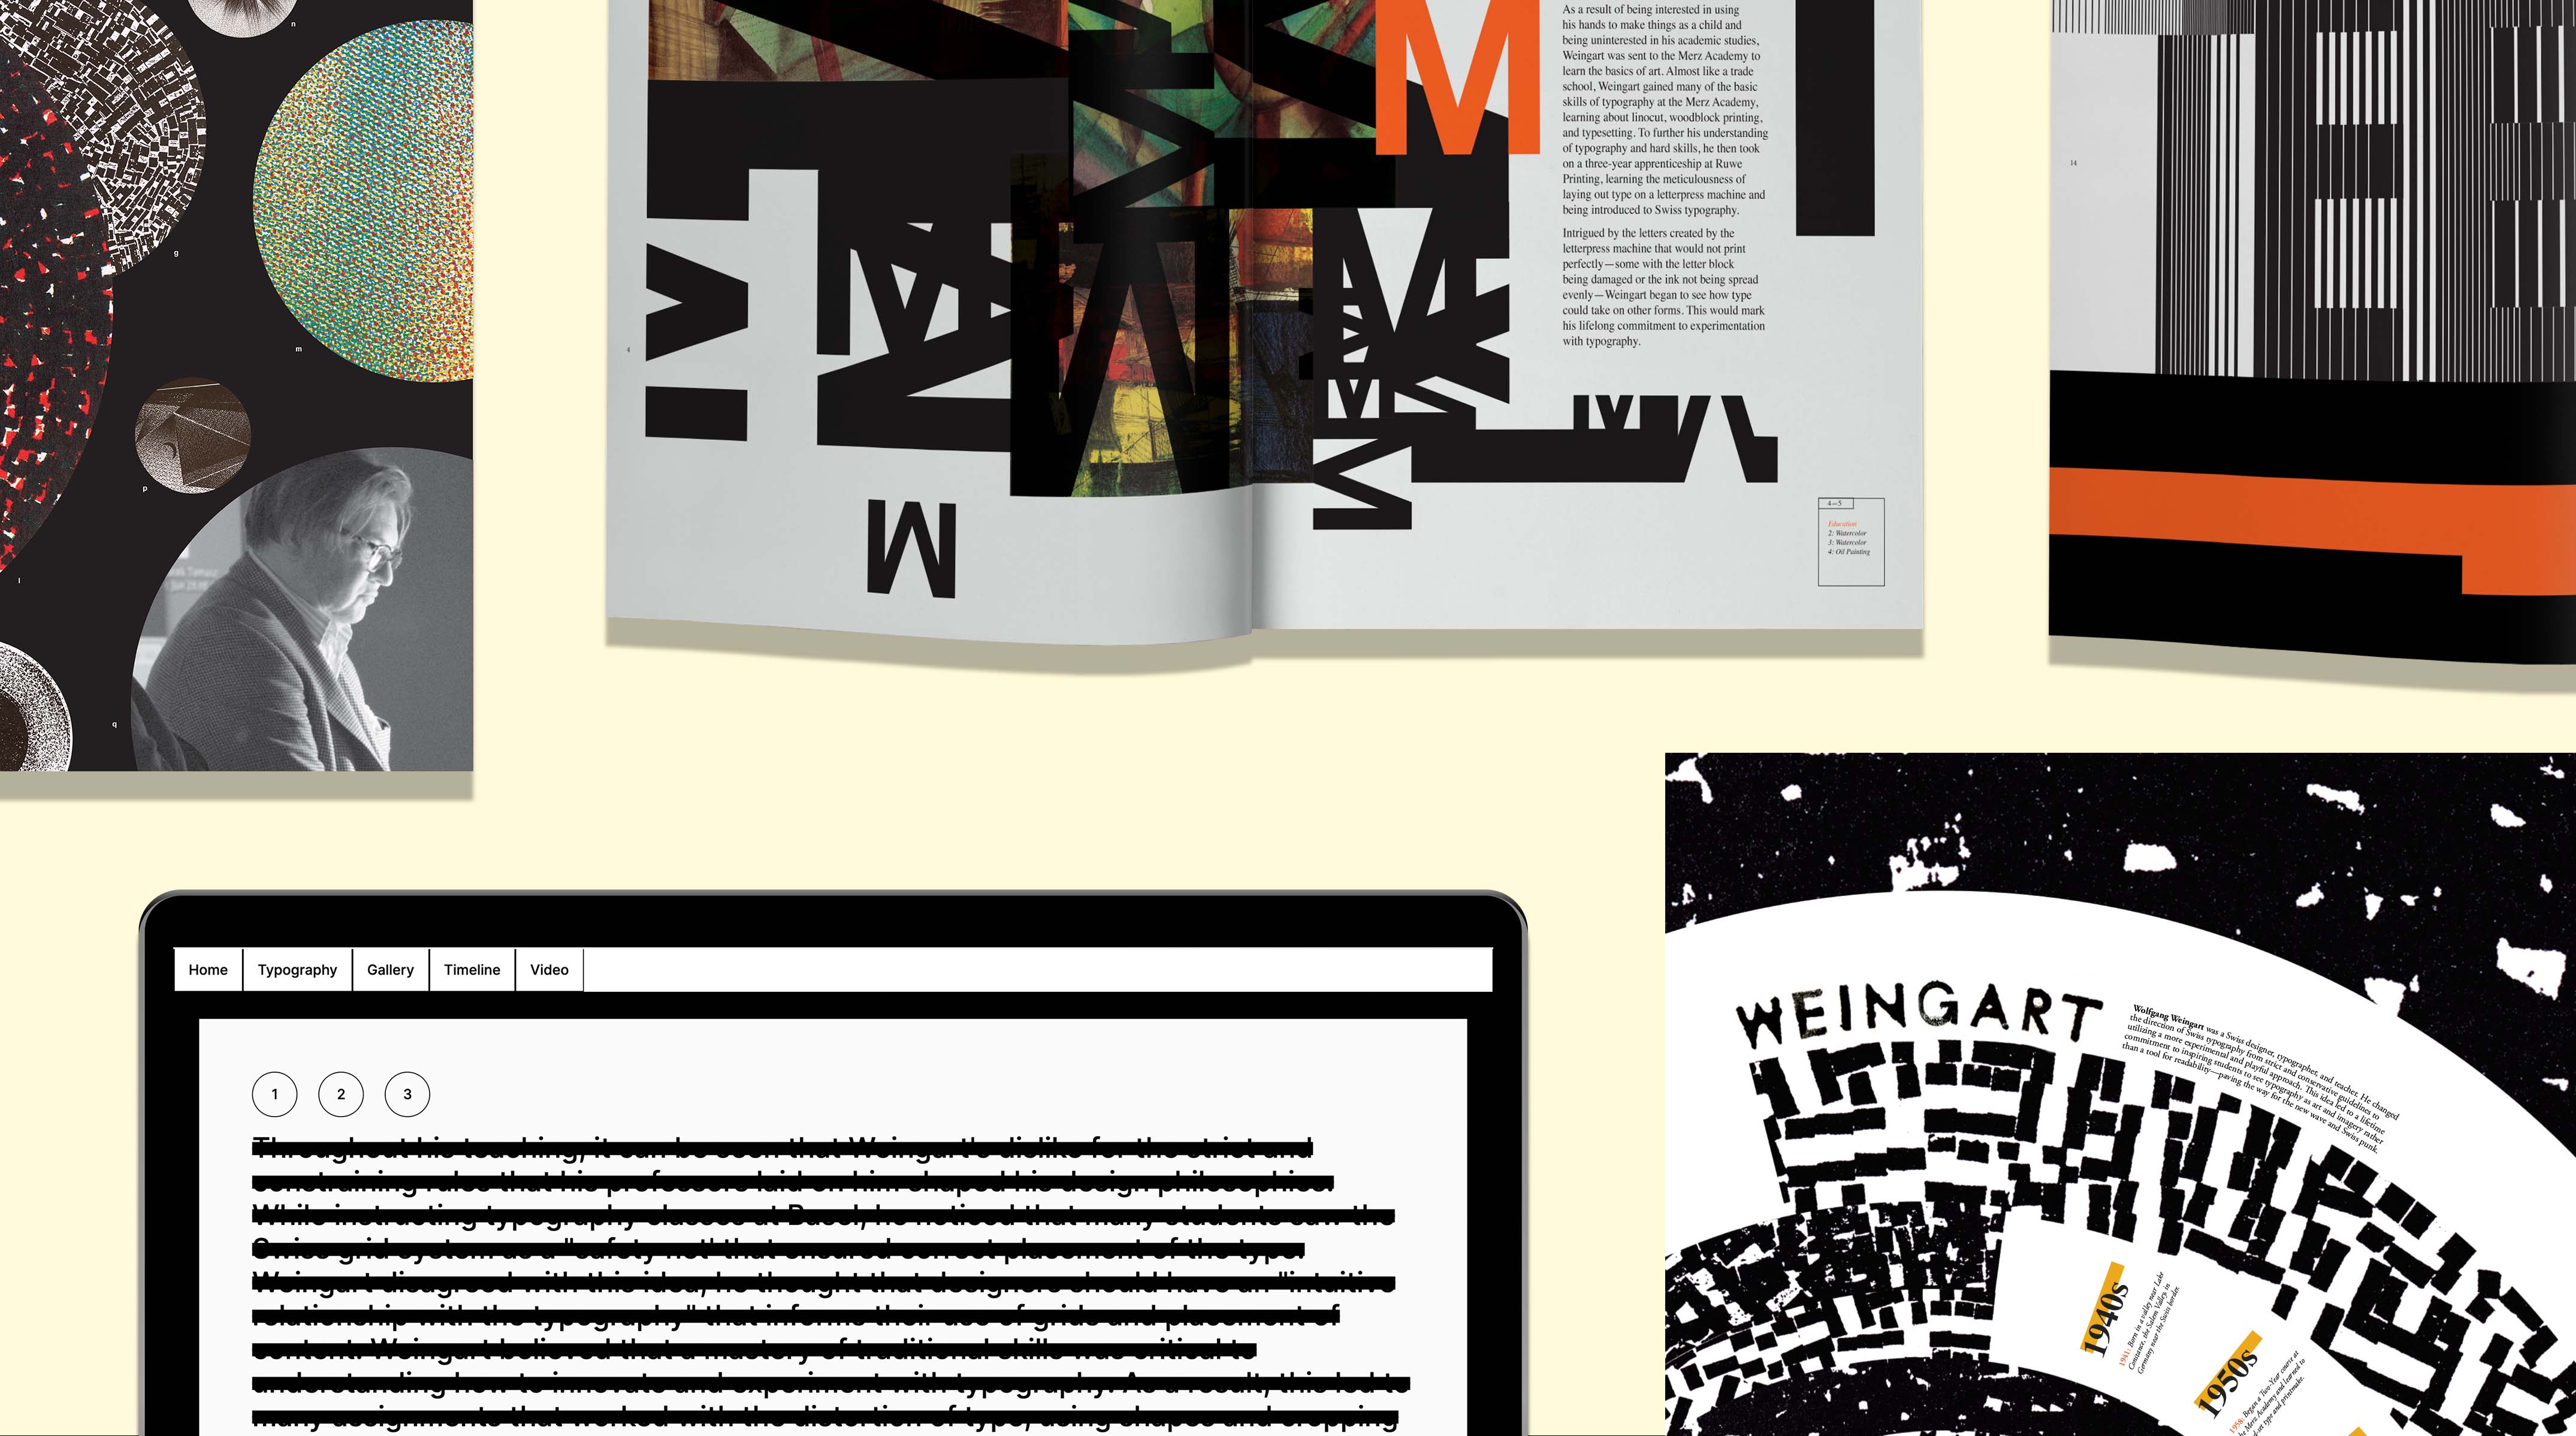 n
g
m
p
l
q
M
As a result of being interested in using
his hands to make things as a child and
being uninterested in his academic studies,
Weingart was sent to the Merz Academy to
learn the basics of art. Almost like a trade
school, Weingart gained many of the basic
skills of typography at the Merz Academy,
learning about linocut, woodblock printing,
and typesetting. To further his understanding
of typography and hard skills, he then took
on a three-year apprenticeship at Ruwe
Printing, learning the meticulousness of
laying out type on a letterpress machine and
being introduced to Swiss typography.
Intrigued by the letters created by the
letterpress machine that would not print
perfectly—some with the letter block
being damaged or the ink not being spread
evenly—Weingart began to see how type
could take on other forms. This would mark
his lifelong commitment to experimentation
with typography.
4
M
M
4—5
Education
2: Watercolor
3: Watercolor
4: Oil Painting
14
Home
Typography
Gallery
Timeline
Video
1 2 3
Throughout his teaching, it can be seen that Weingart's dislike for the strict and
constraining rules that his professors laid on him shaped his design philosophies.
While instructing typography classes at Basel, he noticed that many students saw the
Swiss grid system as a "safety net" that ensured correct placement of the type.
Weingart disagreed with this idea, he thought that designers should have an "intuitive
relationship with the typography" that informs their use of grids and placement of
content. Weingart believed that a mastery of traditional skills was critical to
understanding how to innovate and experiment with typography. As a result, this led to
many assignments that worked with the distortion of type, using shapes and cropping
WEINGART
Wolfgang Weingart was a Swiss designer, typographer, and teacher. He changed
the direction of Swiss typography from strict and conservative guidelines to
utilizing a more experimental and playful approach. This idea led to a lifetime
commitment to inspiring students to see typography as art and imagery rather
than a tool for readability—paving the way for the new wave and Swiss punk.
1940s
1941: Born in a valley near Lake
Constance, the Salem Valley, in
Germany near the Swiss border.
1950s
1958: Began a Two-Year course at
the Merz Academy and learned to
set type and printmake.